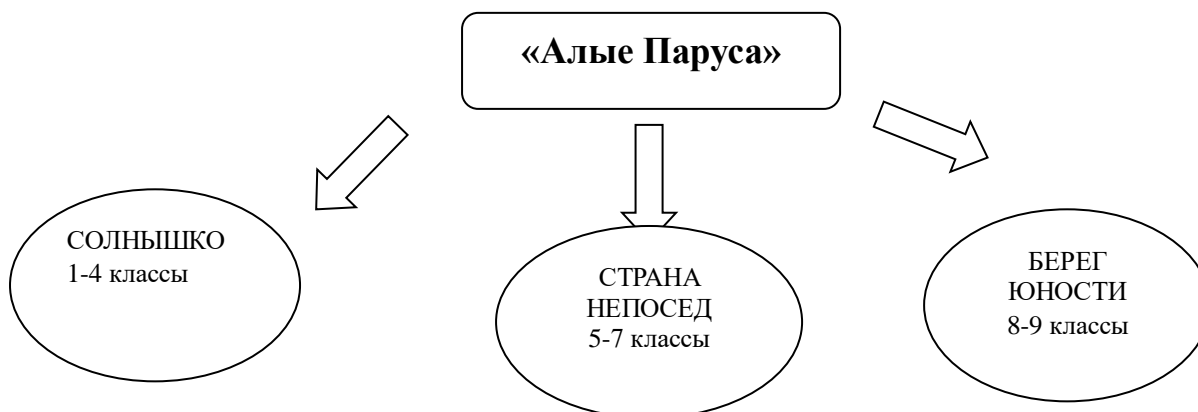 «Алые Паруса»
СОЛНЫШКО
1-4 классы
СТРАНА
НЕПОСЕД
5-7 классы
БЕРЕГ
ЮНОСТИ
8-9 классы